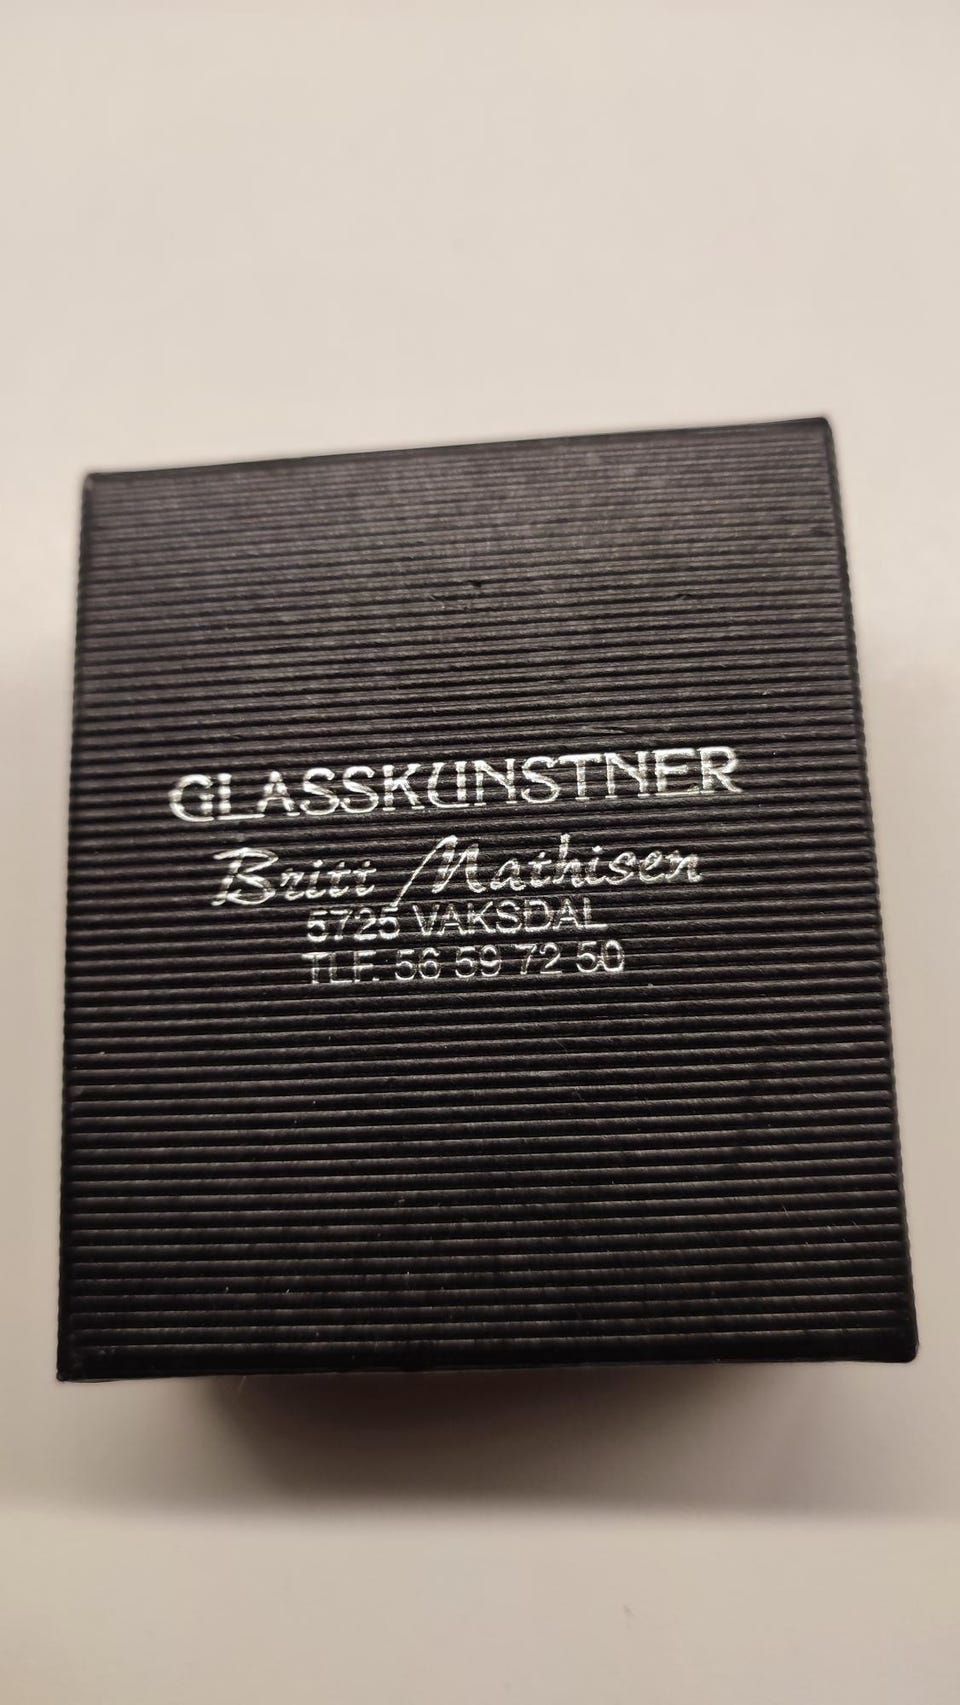 GLASSKUNSTNER
Britt Mathisen
5725 VAKSDAL
TLF. 56 59 72 50